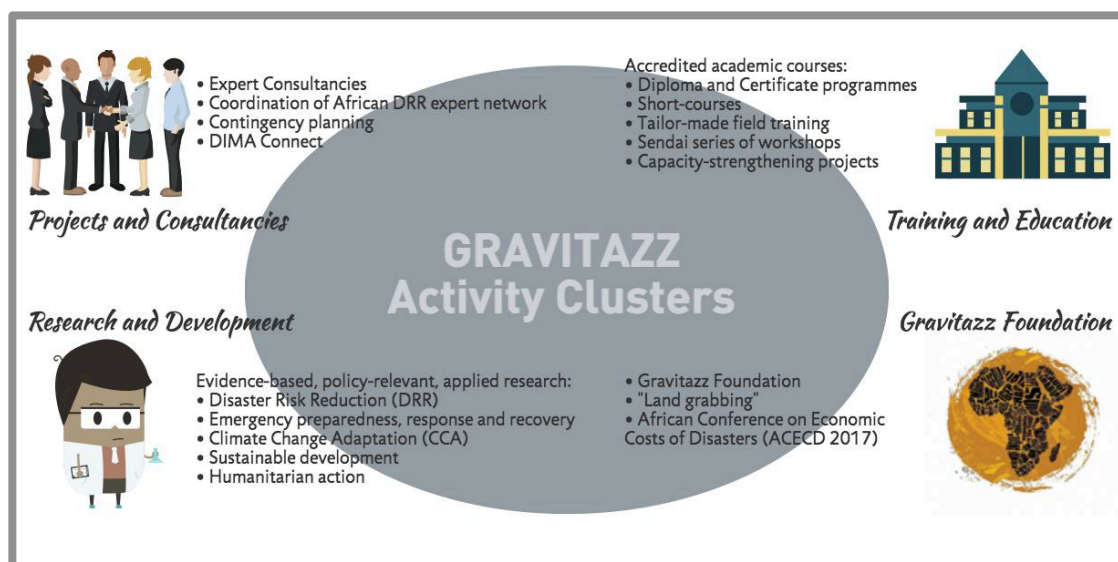 • Expert Consultancies
• Coordination of African DRR expert network
• Contingency planning
• DIMA Connect
Projects and Consultancies
Accredited academic courses:
• Diploma and Certificate programmes
• Short-courses
• Tailor-made field training
• Sendai series of workshops
• Capacity-strengthening projects
Training and Education
GRAVITAZZ
Activity Clusters
Research and Development
Evidence-based, policy-relevant, applied research:
• Disaster Risk Reduction (DRR)
• Emergency preparedness, response and recovery
• Climate Change Adaptation (CCA)
• Sustainable development
• Humanitarian action
Gravitazz Foundation
• Gravitazz Foundation
• "Land grabbing"
• African Conference on Economic
Costs of Disasters (ACECD 2017)